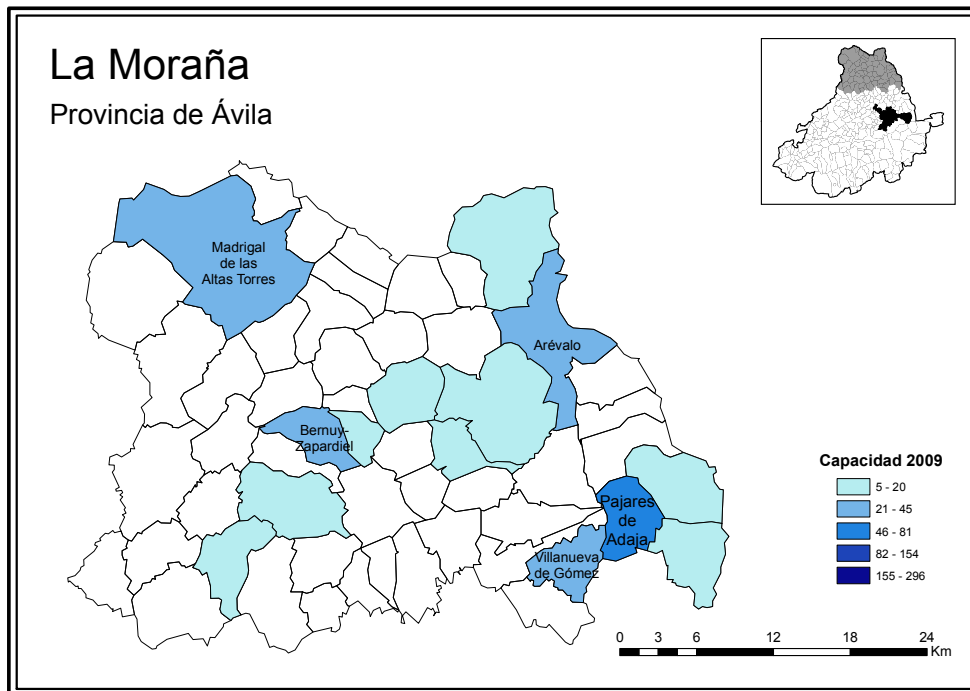 La Moraña
Provincia de Ávila
Madrigal
de las
Altas Torres
Arévalo
Bernuy-
Zapardiel
Pajares
de
Adaja
Villanueva
de Gómez
Capacidad 2009
5 - 20
21 - 45
46 - 81
82 - 154
155 - 296
0 3 6 12 18 24
Km